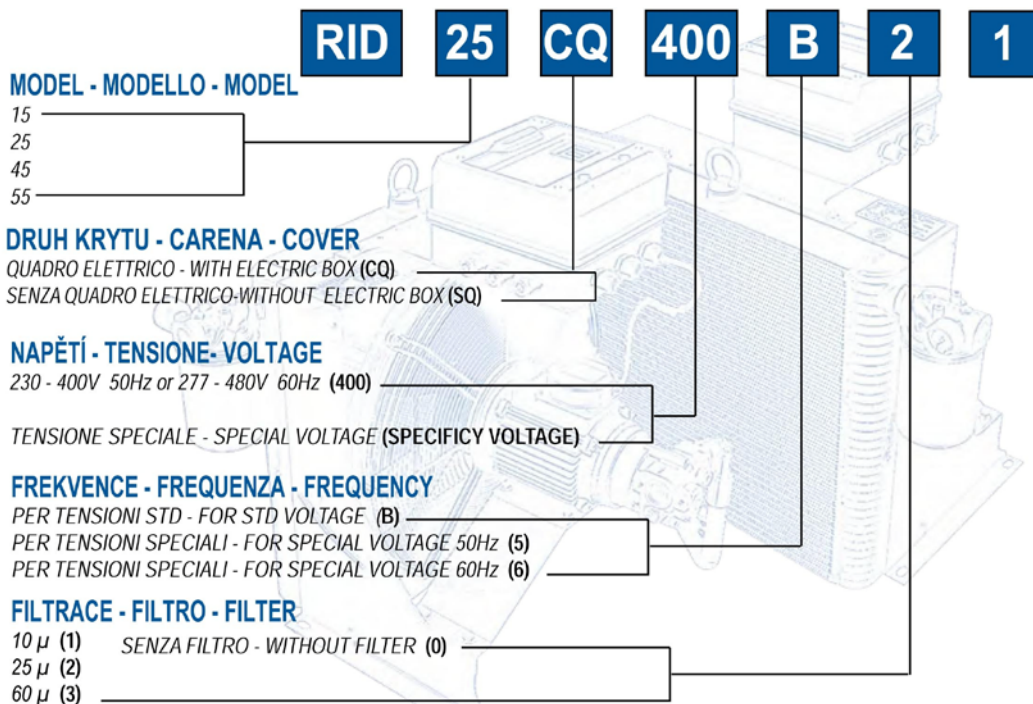 RID 25 CQ 400 B 2 1
MODEL - MODELLO - MODEL
15
25
45
55
DRUH KRYTU - CARENA - COVER
QUADRO ELETTRICO - WITH ELECTRIC BOX (CQ)
SENZA QUADRO ELETTRICO-WITHOUT ELECTRIC BOX (SQ)
NAPĚTÍ - TENSIONE- VOLTAGE
230 - 400V 50Hz or 277 - 480V 60Hz (400)
TENSIONE SPECIALE - SPECIAL VOLTAGE (SPECIFICY VOLTAGE)
FREKVENCE - FREQUENZA - FREQUENCY
PER TENSIONI STD - FOR STD VOLTAGE (B)
PER TENSIONI SPECIALI - FOR SPECIAL VOLTAGE 50Hz (5)
PER TENSIONI SPECIALI - FOR SPECIAL VOLTAGE 60Hz (6)
FILTRACE - FILTRO - FILTER
10 µ (1) SENZA FILTRO - WITHOUT FILTER (0)
25 µ (2)
60 µ (3)